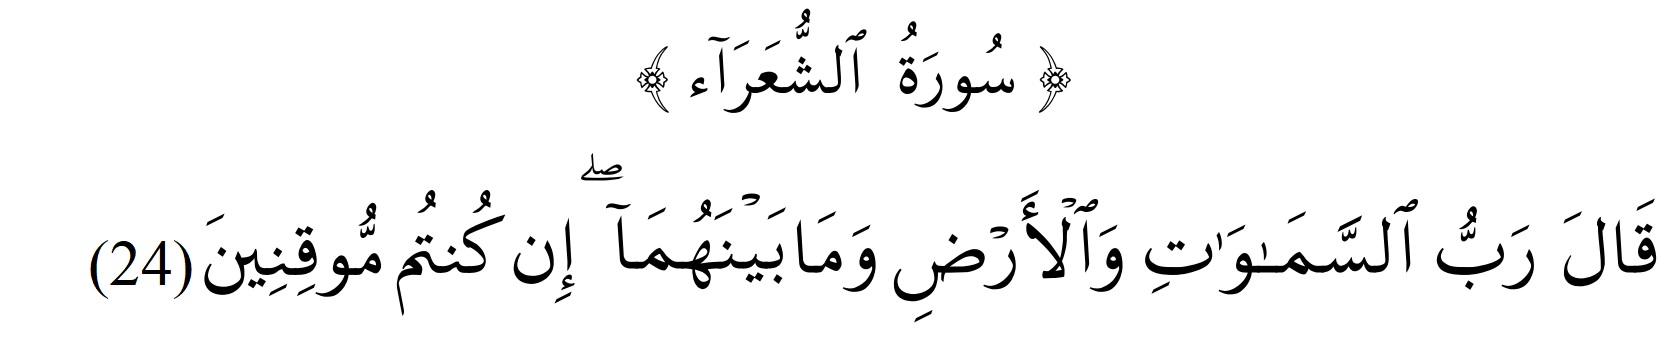 ﴿ سُورَةُ ٱلشُّعَرَآء ﴾
قَالَ رَبُّ ٱلسَّمَـٰوَٰتِ وَٱلْأَرْضِ وَمَا بَيْنَهُمَآ ۖ إِن كُنتُم مُّوقِنِينَ (24)